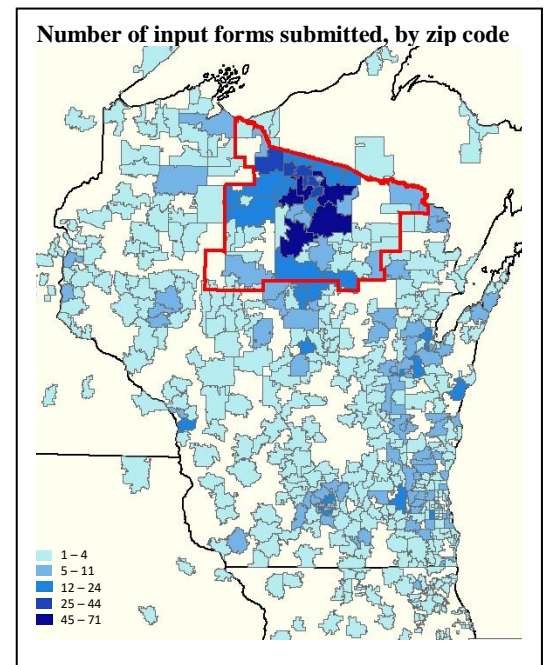 Number of input forms submitted, by zip code
1 – 4
5 – 11
12 – 24
25 – 44
45 – 71